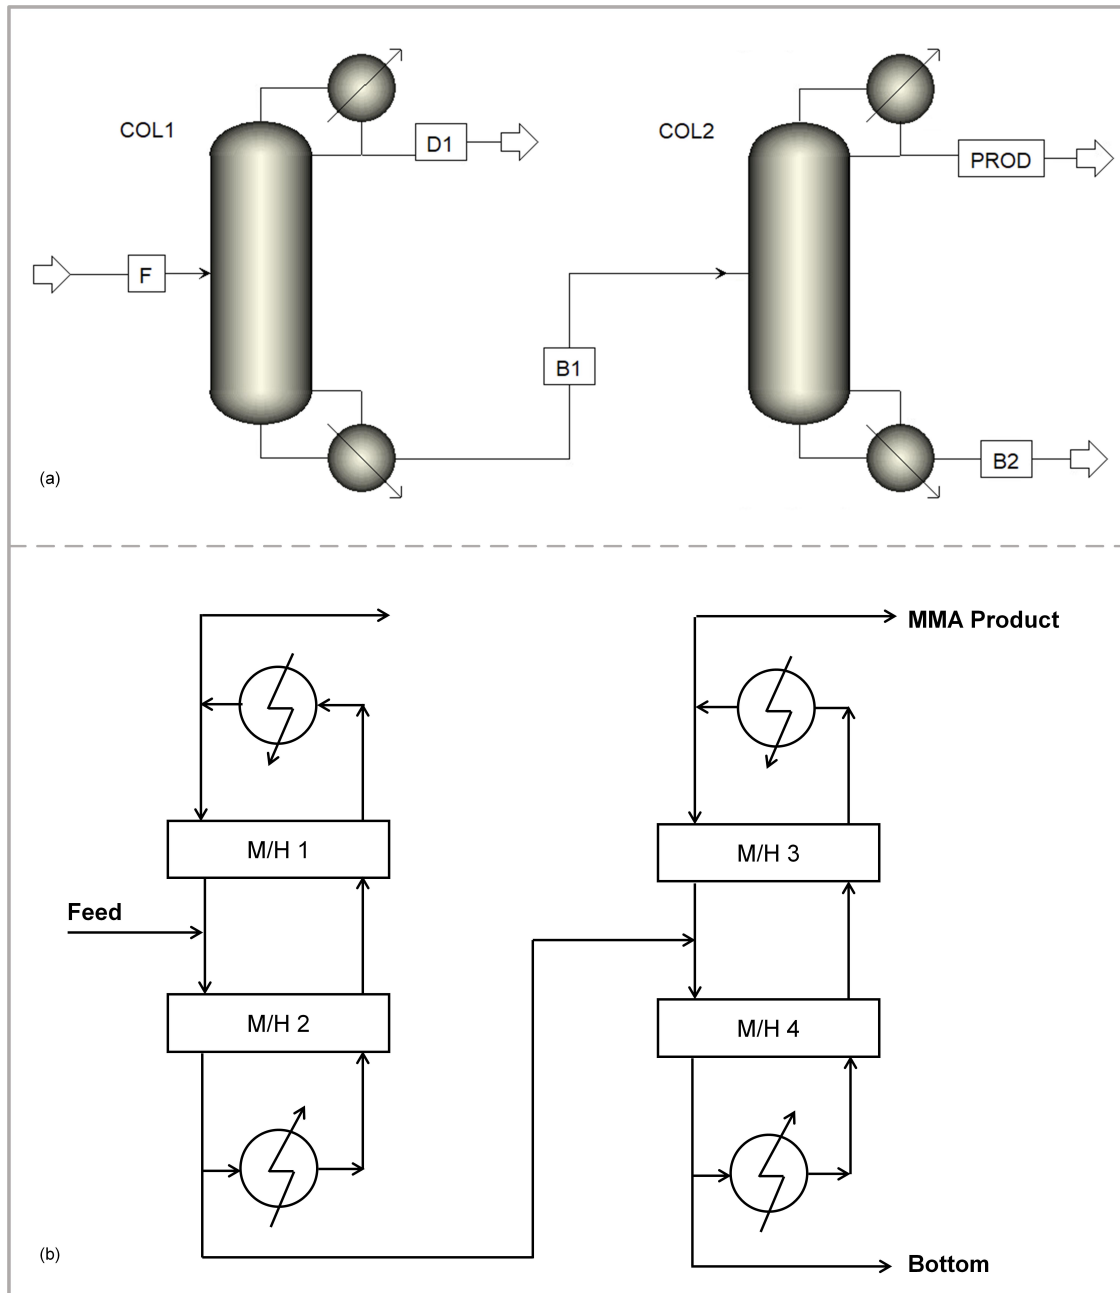 COL1
D1
F
B1
COL2
PROD
B2
(a)
MMA Product
M/H 1
M/H 3
Feed
M/H 2
M/H 4
(b)
Bottom